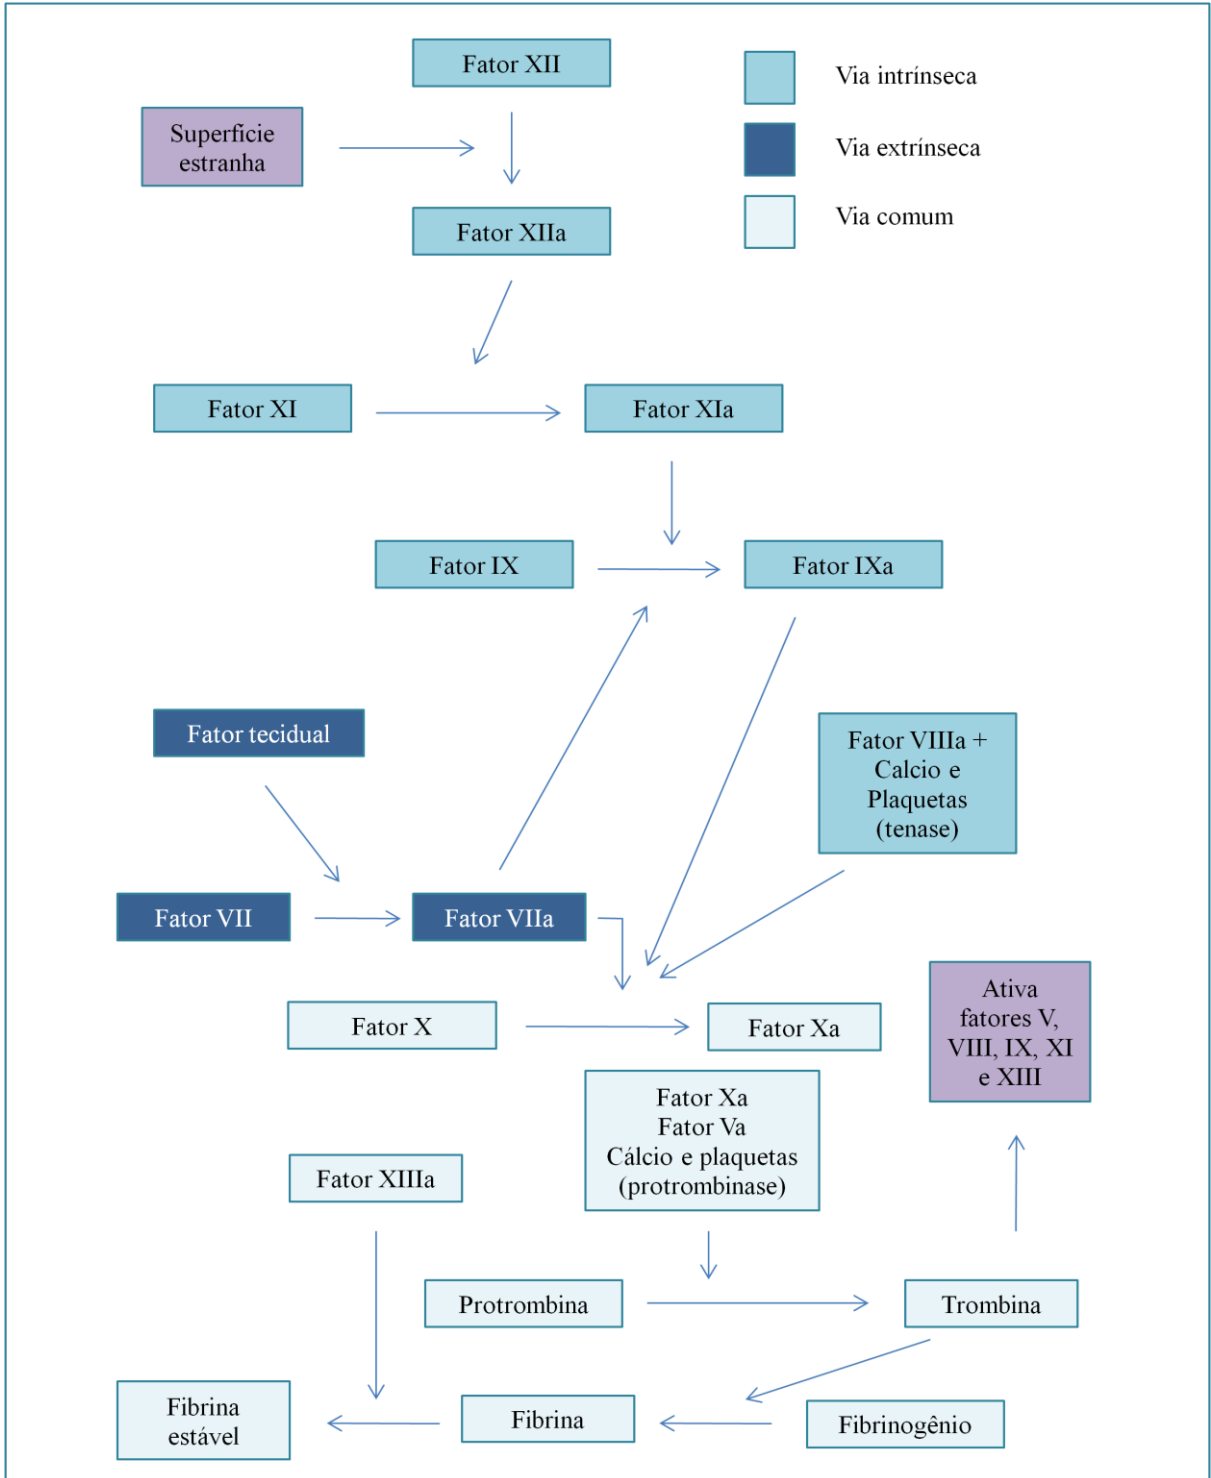 Fator XII
Via intrínseca
Superfície
estranha
Via extrínseca
Via comum
Fator XIIa
Fator XI
Fator XIa
Fator IX
Fator IXa
Fator tecidual
Fator VIIIa +
Calcio e
Plaquetas
(tenase)
Fator VII
Fator VIIa
Fator X
Fator Xa
Ativa
fatores V,
VIII, IX, XI
e XIII
Fator Xa
Fator Va
Cálcio e plaquetas
(protrombinase)
Fator XIIIa
Protrombina
Trombina
Fibrina
estável
Fibrina
Fibrinogênio